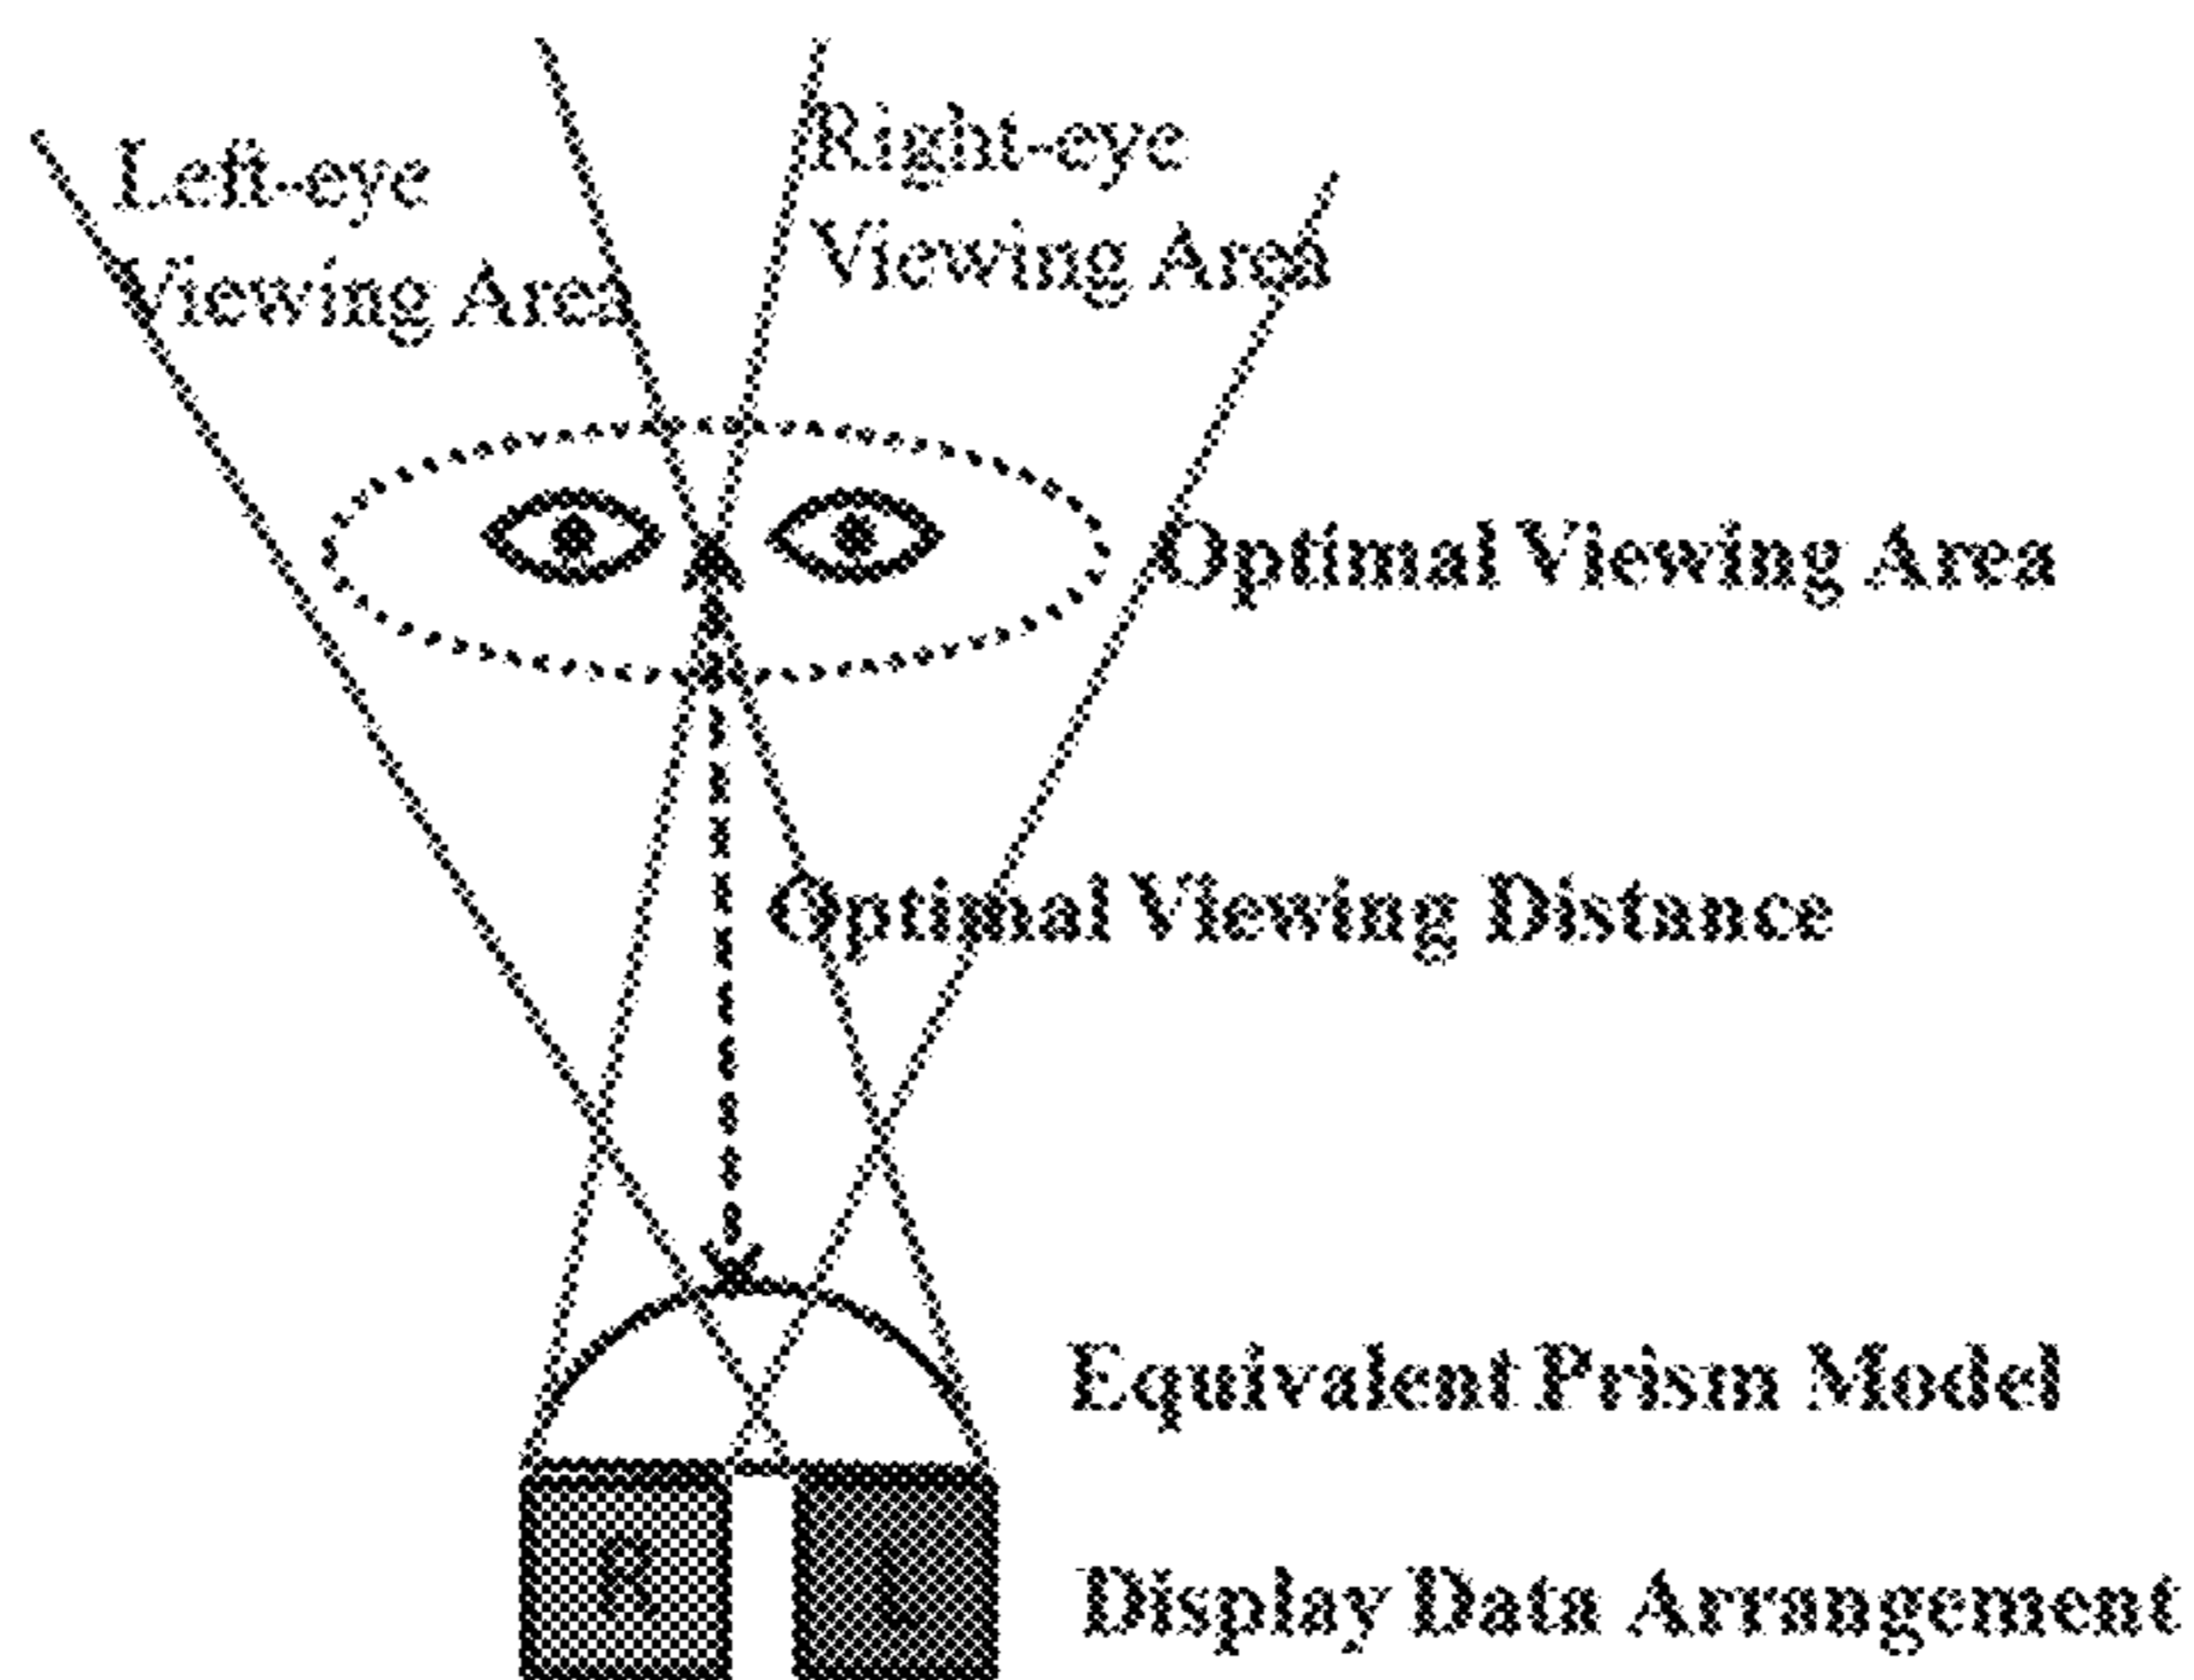 Left-eye
Viewing Area
Right-eye
Viewing Area
Optimal Viewing Area
Optimal Viewing Distance
Equivalent Prism Model
R
L
Display Data Arrangement